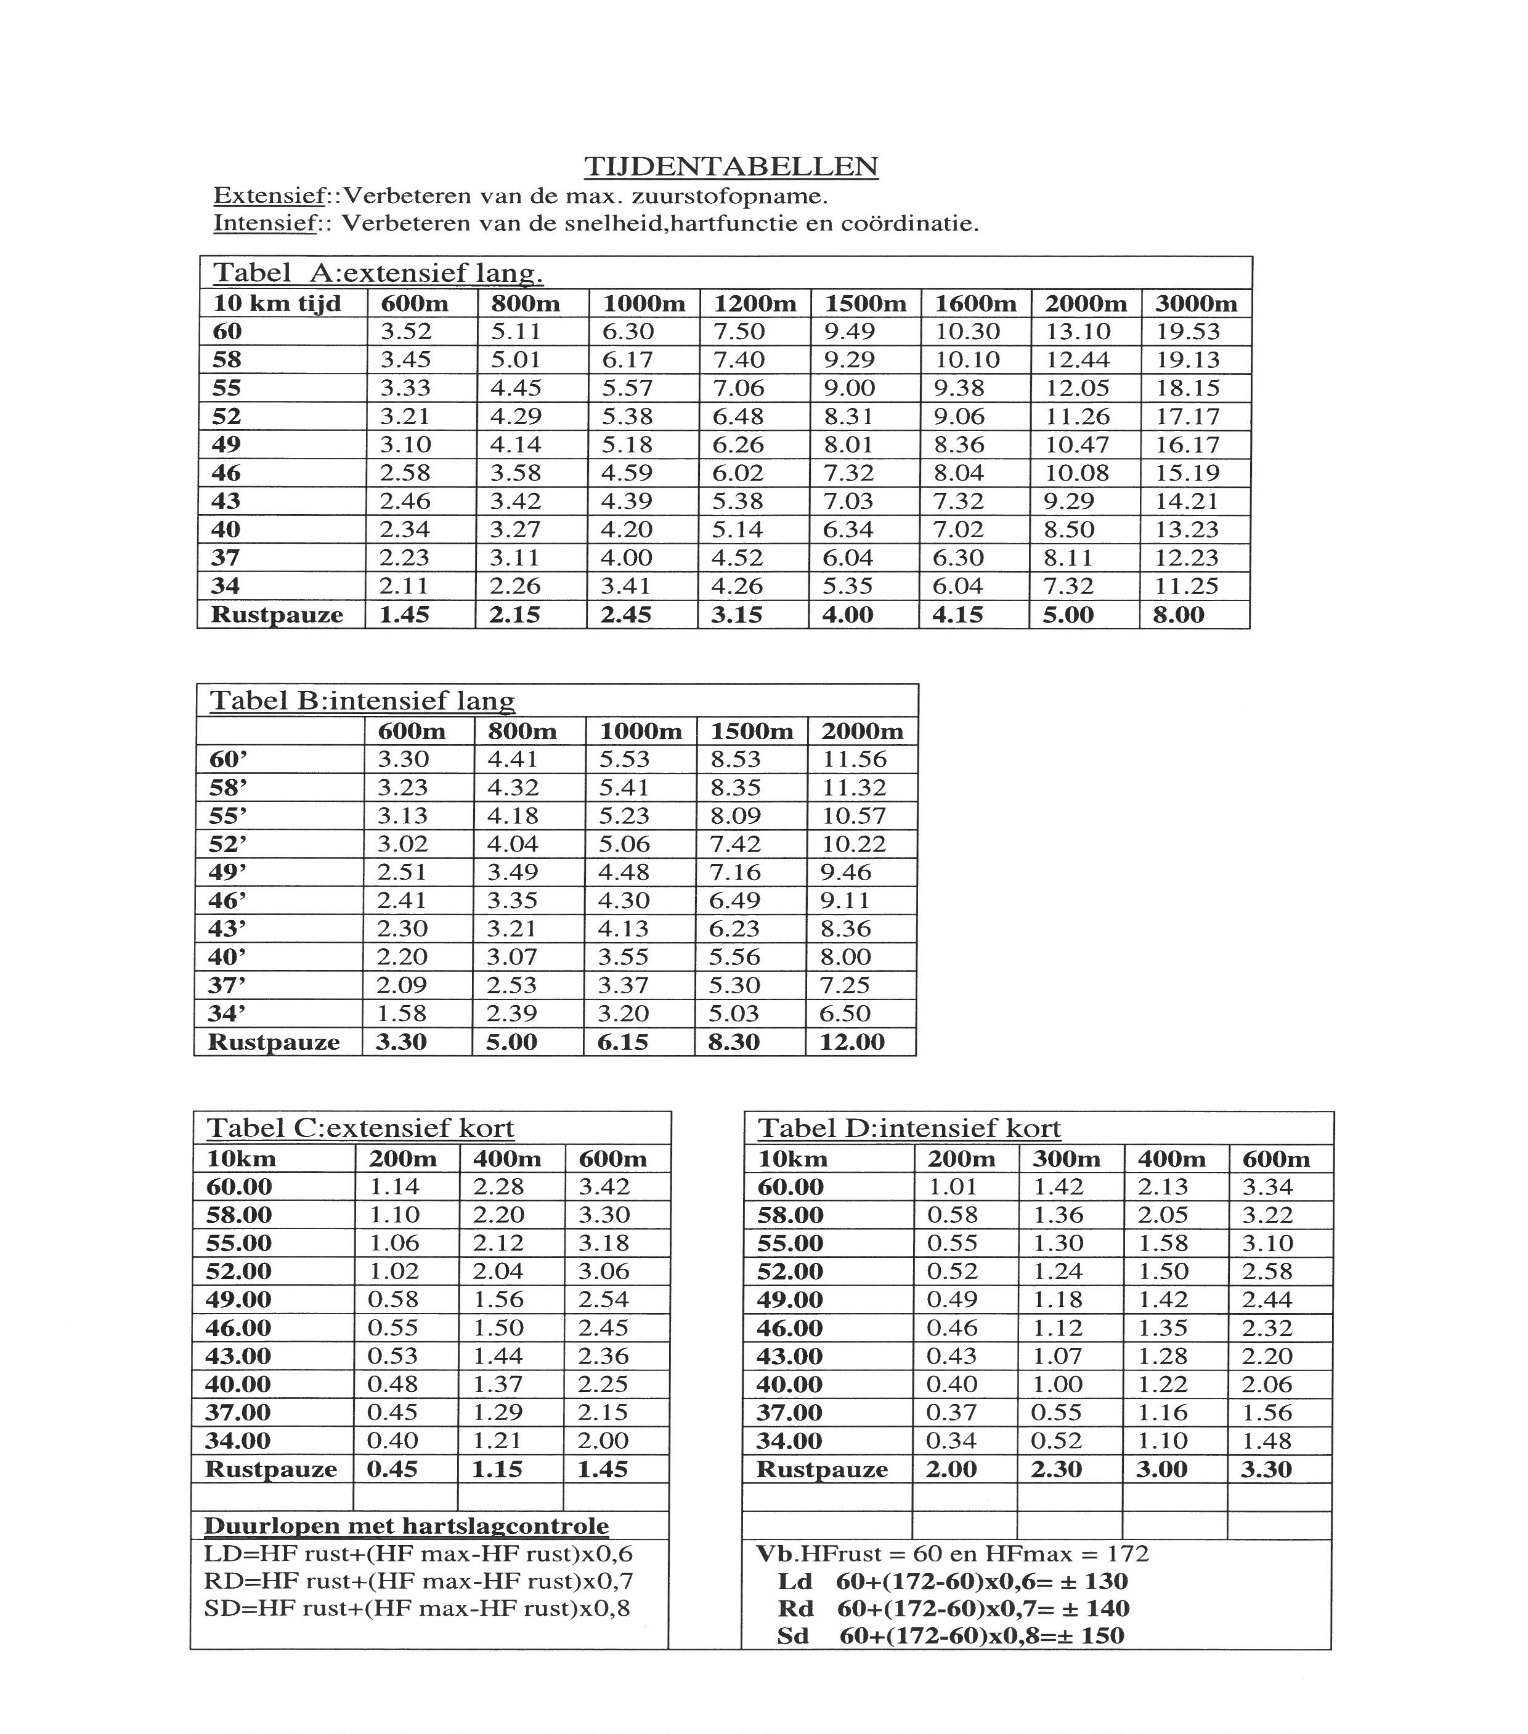 TIJDENTABELLEN
Extensief::Verbeteren van de max. zuurstofopname.
Intensief:: Verbeteren van de snelheid,hartfunctie en coördinatie.
Tabel A:extensief lang.
10 km tijd 600m 800m 1000m 1200m 1500m 1600m 2000m 3000m
60 3.52 5.11 6.30 7.50 9.49 10.30 13.10 19.53
58 3.45 5.01 6.17 7.40 9.29 10.10 12.44 19.13
55 3.33 4.45 5.57 7.06 9.00 9.38 12.05 18.15
52 3.21 4.29 5.38 6.48 8.31 9.06 11.26 17.17
49 3.10 4.14 5.18 6.26 8.01 8.36 10.47 16.17
46 2.58 3.58 4.59 6.02 7.32 8.04 10.08 15.19
43 2.46 3.42 4.39 5.38 7.03 7.32 9.29 14.21
40 2.34 3.27 4.20 5.14 6.34 7.02 8.50 13.23
37 2.23 3.11 4.00 4.52 6.04 6.30 8.11 12.23
34 2.11 2.26 3.41 4.26 5.35 6.04 7.32 11.25
Rustpauze 1.45 2.15 2.45 3.15 4.00 4.15 5.00 8.00
Tabel B:intensief lang
600m 800m 1000m 1500m 2000m
60’ 3.30 4.41 5.53 8.53 11.56
58’ 3.23 4.32 5.41 8.35 11.32
55’ 3.13 4.18 5.23 8.09 10.57
52’ 3.02 4.04 5.06 7.42 10.22
49’ 2.51 3.49 4.48 7.16 9.46
46’ 2.41 3.35 4.30 6.49 9.11
43’ 2.30 3.21 4.13 6.23 8.36
40’ 2.20 3.07 3.55 5.56 8.00
37’ 2.09 2.53 3.37 5.30 7.25
34’ 1.58 2.39 3.20 5.03 6.50
Rustpauze 3.30 5.00 6.15 8.30 12.00
Tabel C:extensief kort
10km 200m 400m 600m
60.00 1.14 2.28 3.42
58.00 1.10 2.20 3.30
55.00 1.06 2.12 3.18
52.00 1.02 2.04 3.06
49.00 0.58 1.56 2.54
46.00 0.55 1.50 2.45
43.00 0.53 1.44 2.36
40.00 0.48 1.37 2.25
37.00 0.45 1.29 2.15
34.00 0.40 1.21 2.00
Rustpauze 0.45 1.15 1.45
Duurlopen met hartslagcontrole
LD=HF rust+(HF max-HF rust)x0,6
RD=HF rust+(HF max-HF rust)x0,7
SD=HF rust+(HF max-HF rust)x0,8
Tabel D:intensief kort
10km 200m 300m 400m 600m
60.00 1.01 1.42 2.13 3.34
58.00 0.58 1.36 2.05 3.22
55.00 0.55 1.30 1.58 3.10
52.00 0.52 1.24 1.50 2.58
49.00 0.49 1.18 1.42 2.44
46.00 0.46 1.12 1.35 2.32
43.00 0.43 1.07 1.28 2.20
40.00 0.40 1.00 1.22 2.06
37.00 0.37 0.55 1.16 1.56
34.00 0.34 0.52 1.10 1.48
Rustpauze 2.00 2.30 3.00 3.30
Vb.HFrust = 60 en HFmax = 172
Ld 60+(172-60)x0,6= ± 130
Rd 60+(172-60)x0,7= ± 140
Sd 60+(172-60)x0,8=± 150